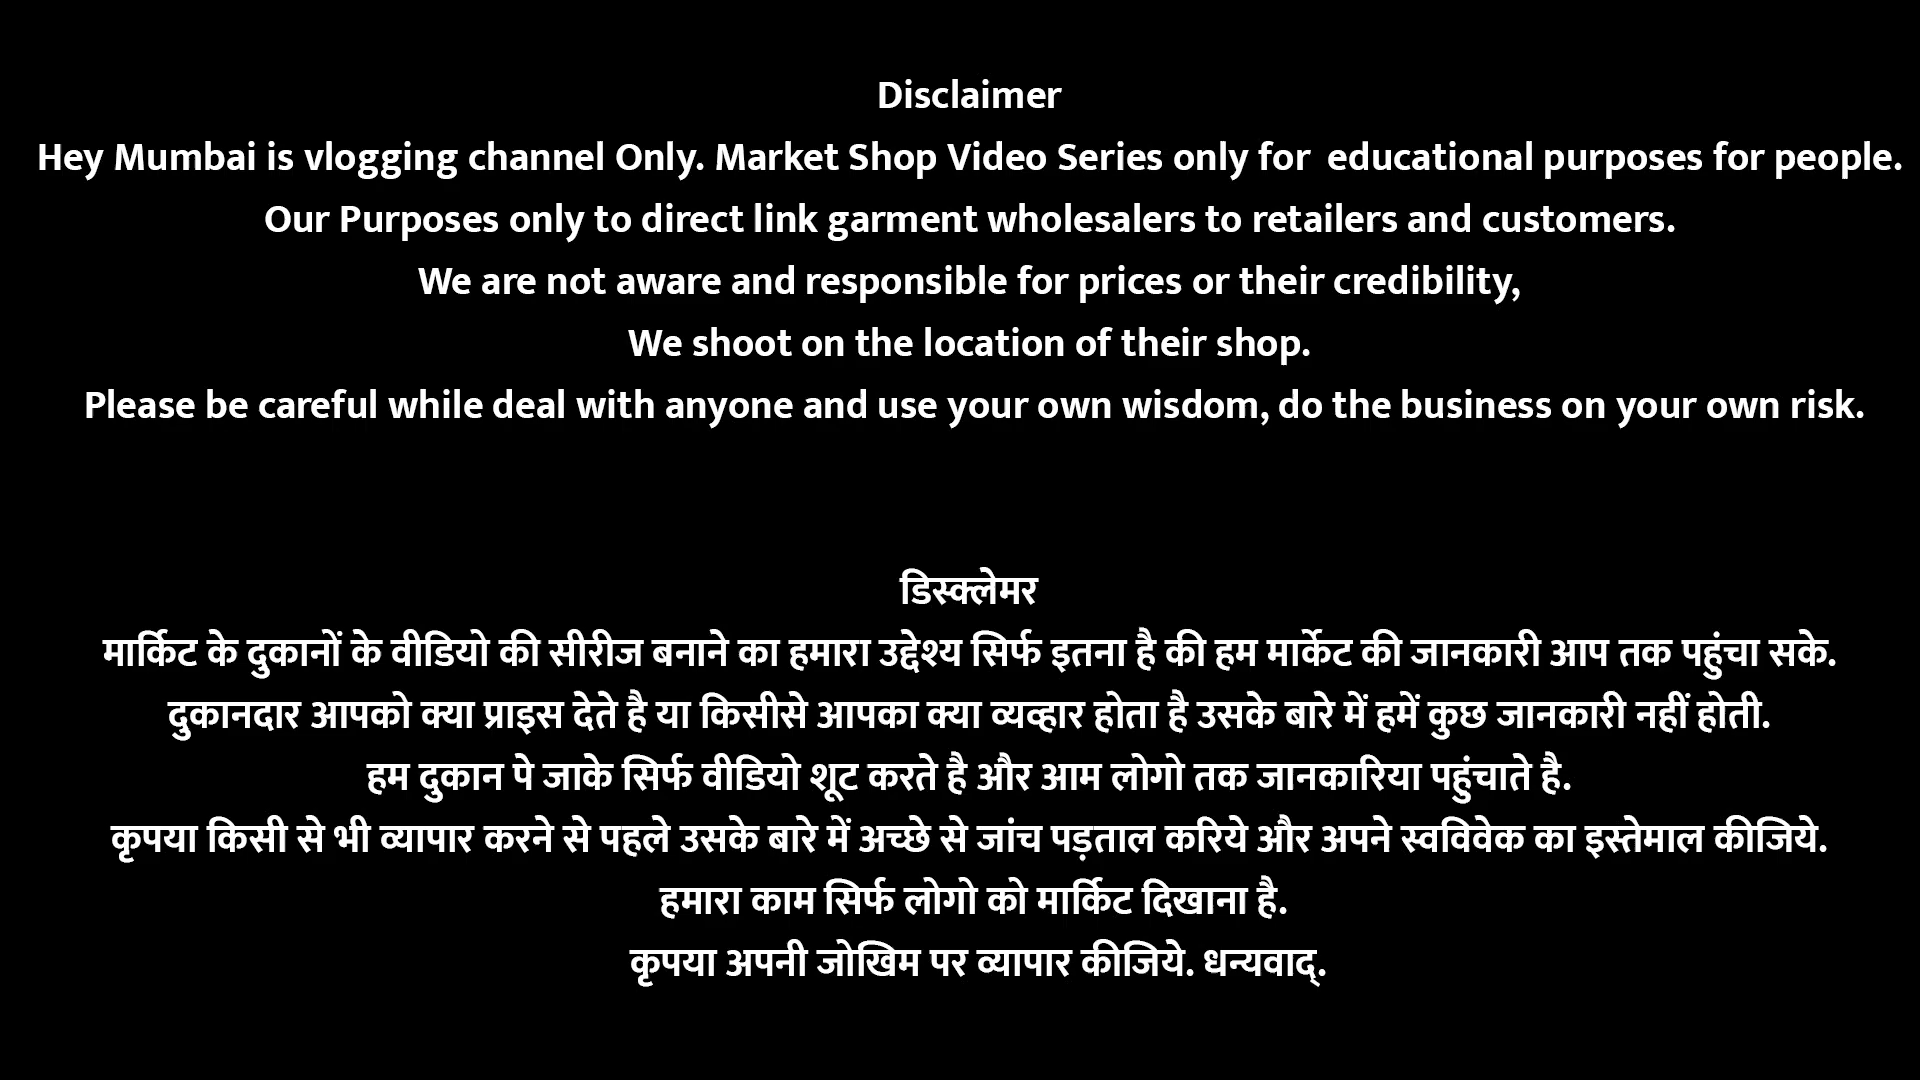 Disclaimer
Hey Mumbai is vlogging channel Only. Market Shop Video Series only for educational purposes for people.
Our Purposes only to direct link garment wholesalers to retailers and customers.
We are not aware and responsible for prices or their credibility,
We shoot on the location of their shop.
Please be careful while deal with anyone and use your own wisdom, do the business on your own risk.
डिस्क्लेमर
मार्किट के दुकानों के वीडियो की सीरीज बनाने का हमारा उद्देश्य सिर्फ इतना है की हम मार्केट की जानकारी आप तक पहुंचा सके.
दुकानदार आपको क्या प्राइस देते है या किसीसे आपका क्या व्यव्हार होता है उसके बारे में हमें कुछ जानकारी नहीं होती.
हम दुकान पे जाके सिर्फ वीडियो शूट करते है और आम लोगो तक जानकारिया पहुंचाते है.
कृपया किसी से भी व्यापार करने से पहले उसके बारे में अच्छे से जांच पड़ताल करिये और अपने स्वविवेक का इस्तेमाल कीजिये.
हमारा काम सिर्फ लोगो को मार्किट दिखाना है.
कृपया अपनी जोखिम पर व्यापार कीजिये. धन्यवाद्.